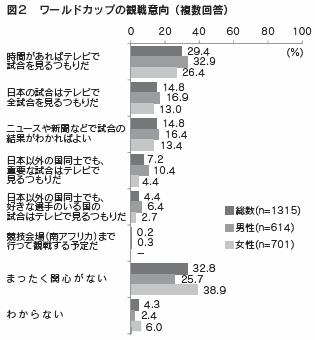 図2 ワールドカップの観戦意向（複数回答）
0 20 40 60 80 100
(%)
時間があればテレビで
試合を見るつもりだ
29.4
32.9
26.4
日本の試合はテレビで
全試合を見るつもりだ
14.8
16.9
13.0
ニュースや新聞などで試合の
結果がわかればよい
14.8
16.4
13.4
日本以外の国同士でも、
重要な試合はテレビで
見るつもりだ
7.2
10.4
4.4
日本以外の国同士でも、
好きな選手のいる国の
試合はテレビで見るつもりだ
4.4
6.4
2.7
競技会場（南アフリカ）まで
行って観戦する予定だ
0.2
0.3
–
まったく関心がない
32.8
25.7
38.9
わからない
4.3
2.4
6.0
総数(n=1315)
男性(n=614)
女性(n=701)